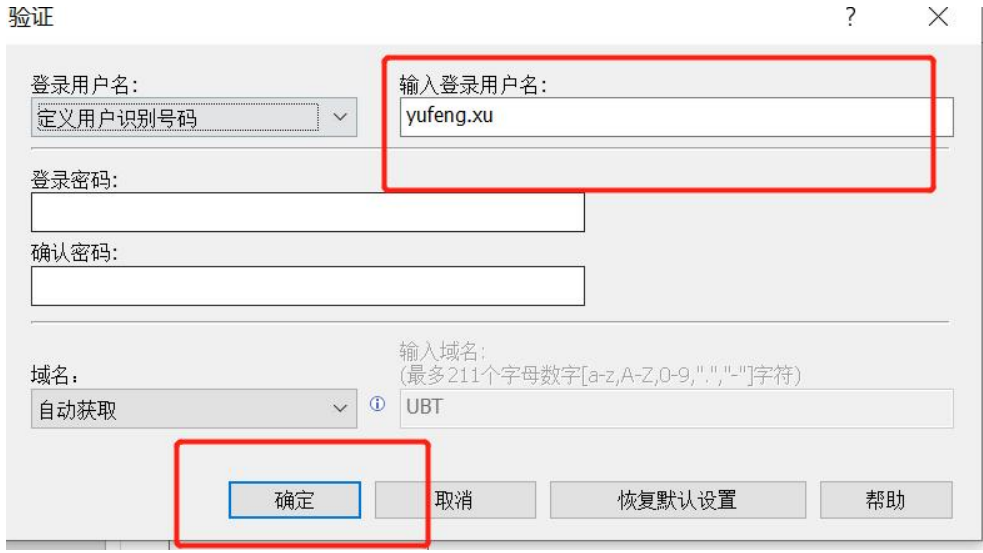 验证
?
登录用户名:
输入登录用户名:
定义用户识别号码
yufeng.xu
登录密码:
确认密码:
输入域名:
域名:
(最多211个字母数字[a-z,A-Z,0-9,".","-"]字符)
自动获取
UBT
确定
取消
恢复默认设置
帮助